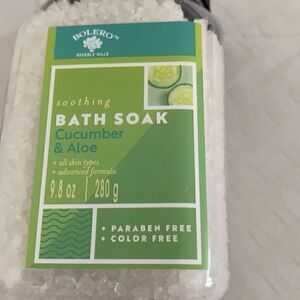 BOLERO™
BEVERLY HILLS
soothing
BATH SOAK
Cucumber
& Aloe
+ all skin types
+ advanced formula
9.8 oz | 280 g
+ PARABEN FREE
+ COLOR FREE